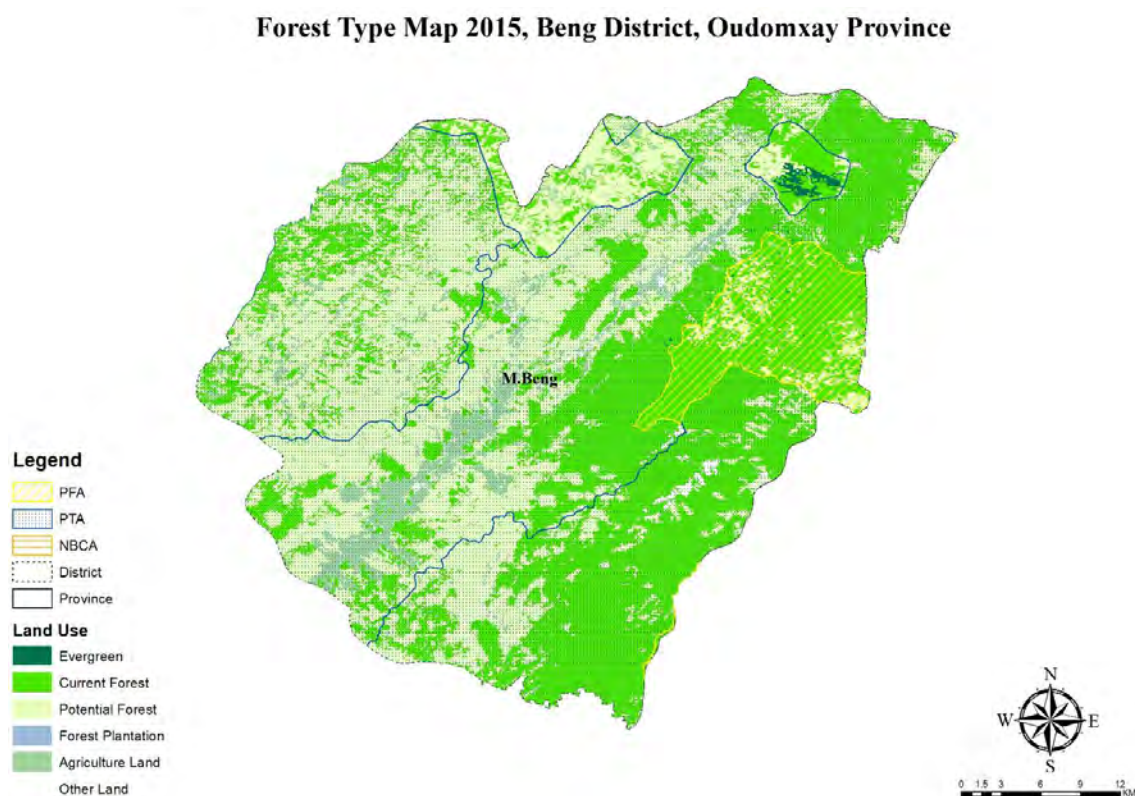 Forest Type Map 2015, Beng District, Oudomxay Province
M.Beng
Legend
PFA
PTA
NBCA
District
Province
Land Use
Evergreen
Current Forest
Potential Forest
Forest Plantation
Agriculture Land
Other Land
N
W E
S
0 1.5 3 6 9 12
KM